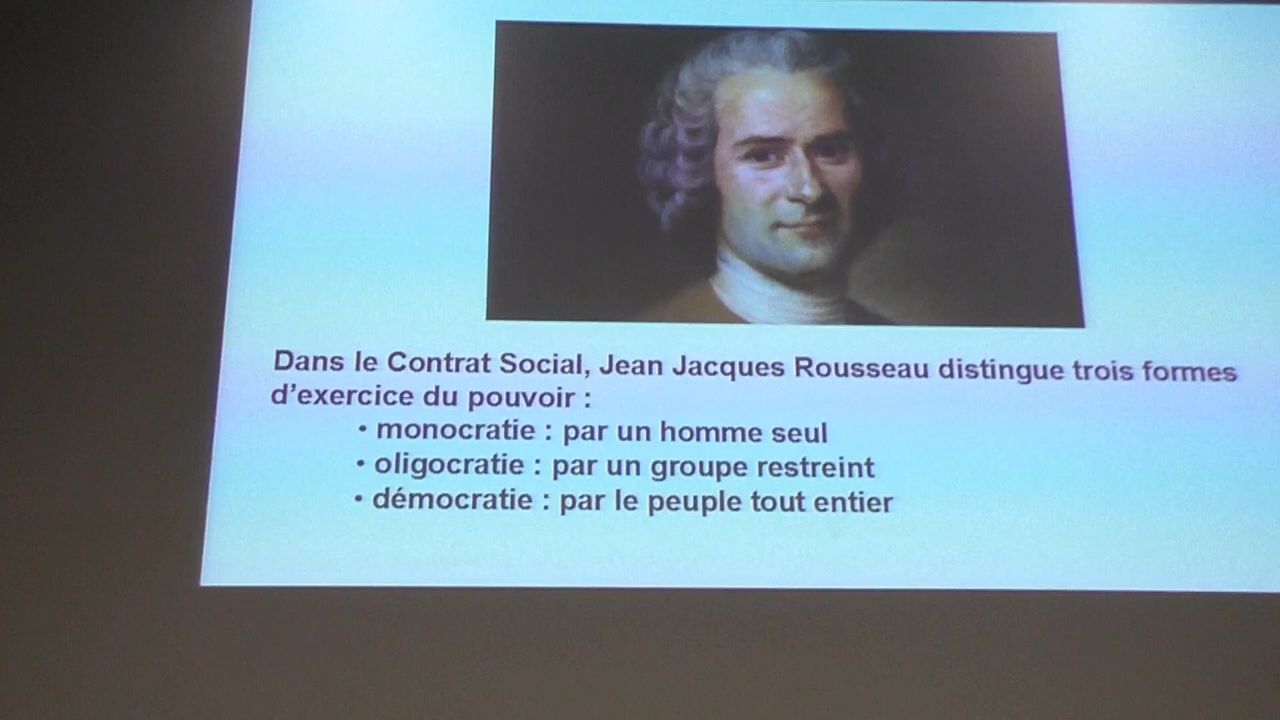 Dans le Contrat Social, Jean Jacques Rousseau distingue trois formes
d’exercice du pouvoir :
• monocratie : par un homme seul
• oligocratie : par un groupe restreint
• démocratie : par le peuple tout entier